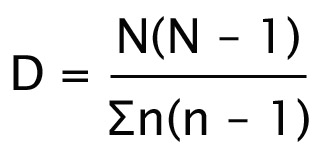 D = N(N – 1)
Σn(n – 1)